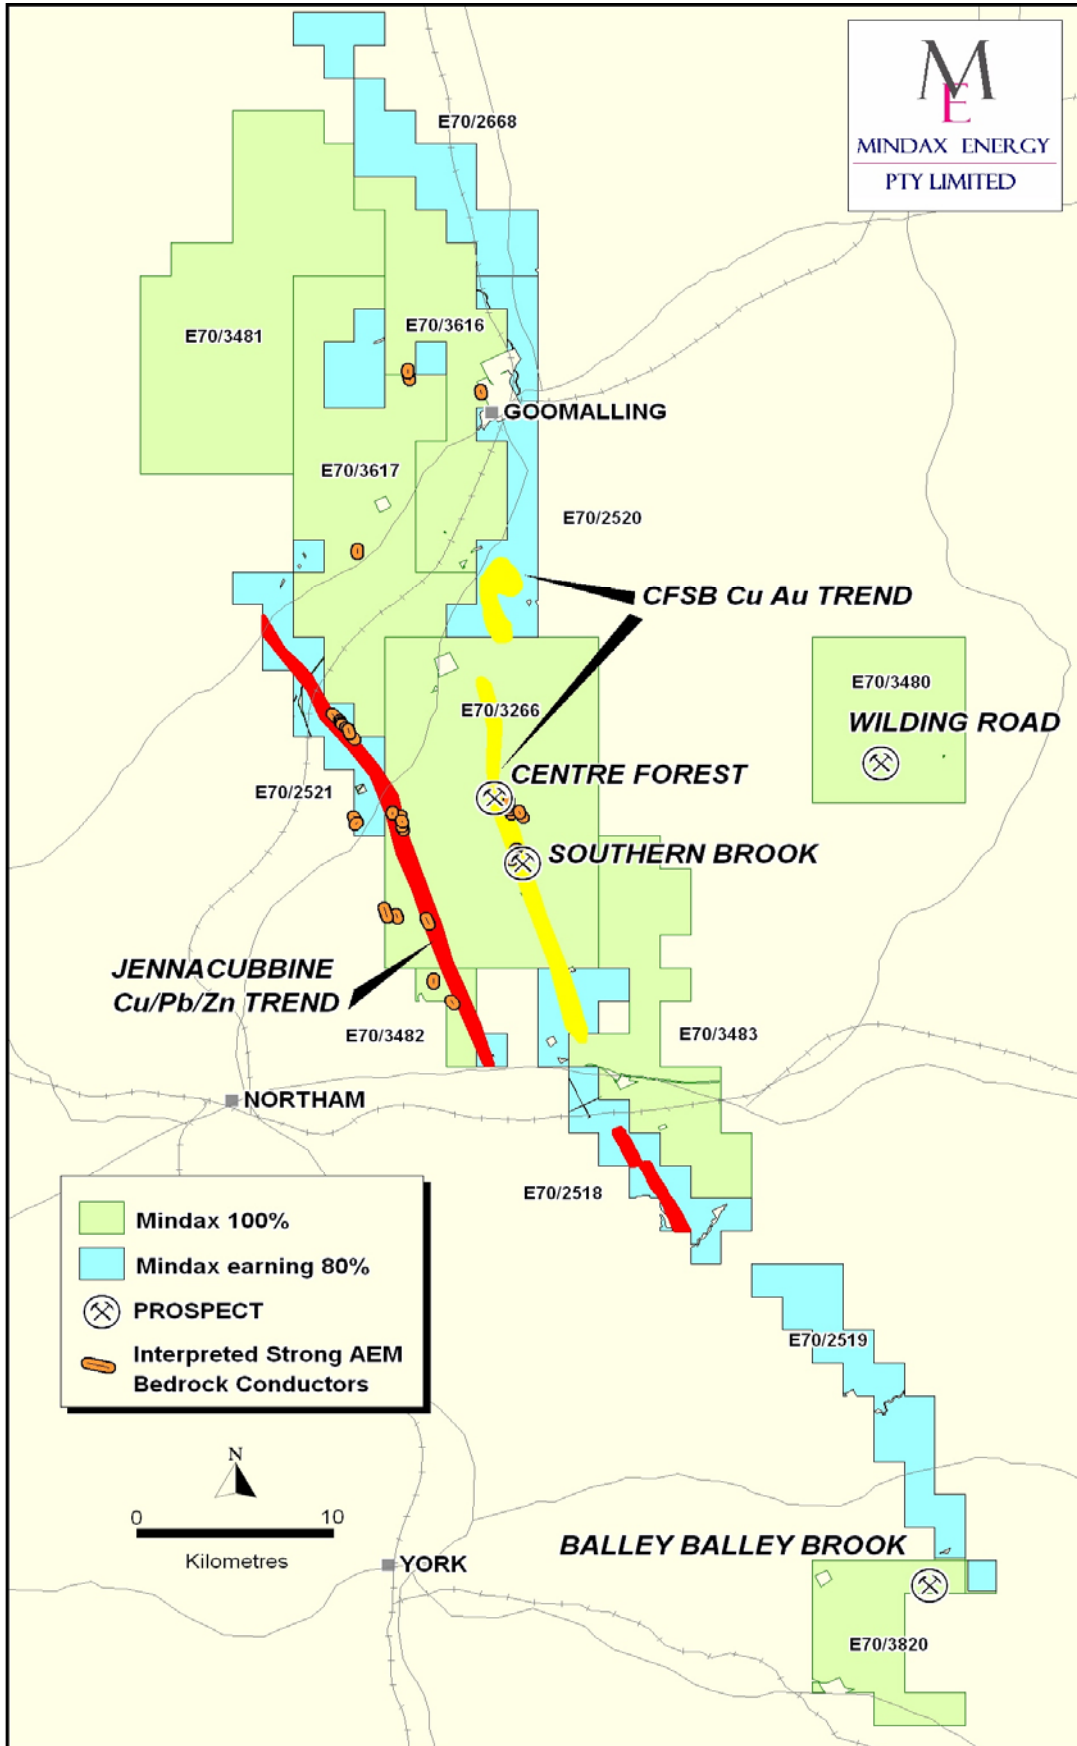 ME
MINDAX ENERGY
PTY LIMITED
E70/2668
E70/3481
E70/3616
GOOMALLING
E70/3617
E70/2520
CFSB Cu Au TREND
E70/3480
WILDING ROAD
E70/3266
CENTRE FOREST
E70/2521
SOUTHERN BROOK
JENNACUBBINE
Cu/Pb/Zn TREND
E70/3482
E70/3483
NORTHAM
E70/2518
Mindax 100%
Mindax earning 80%
PROSPECT
Interpreted Strong AEM
Bedrock Conductors
E70/2519
N
0 10
Kilometres
BALLEY BALLEY BROOK
YORK
E70/3820